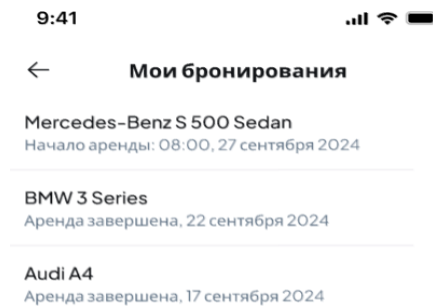 9:41
Мои бронирования
Mercedes-Benz S 500 Sedan
Начало аренды: 08:00, 27 сентября 2024
BMW 3 Series
Аренда завершена, 22 сентября 2024
Audi A4
Аренда завершена, 17 сентября 2024